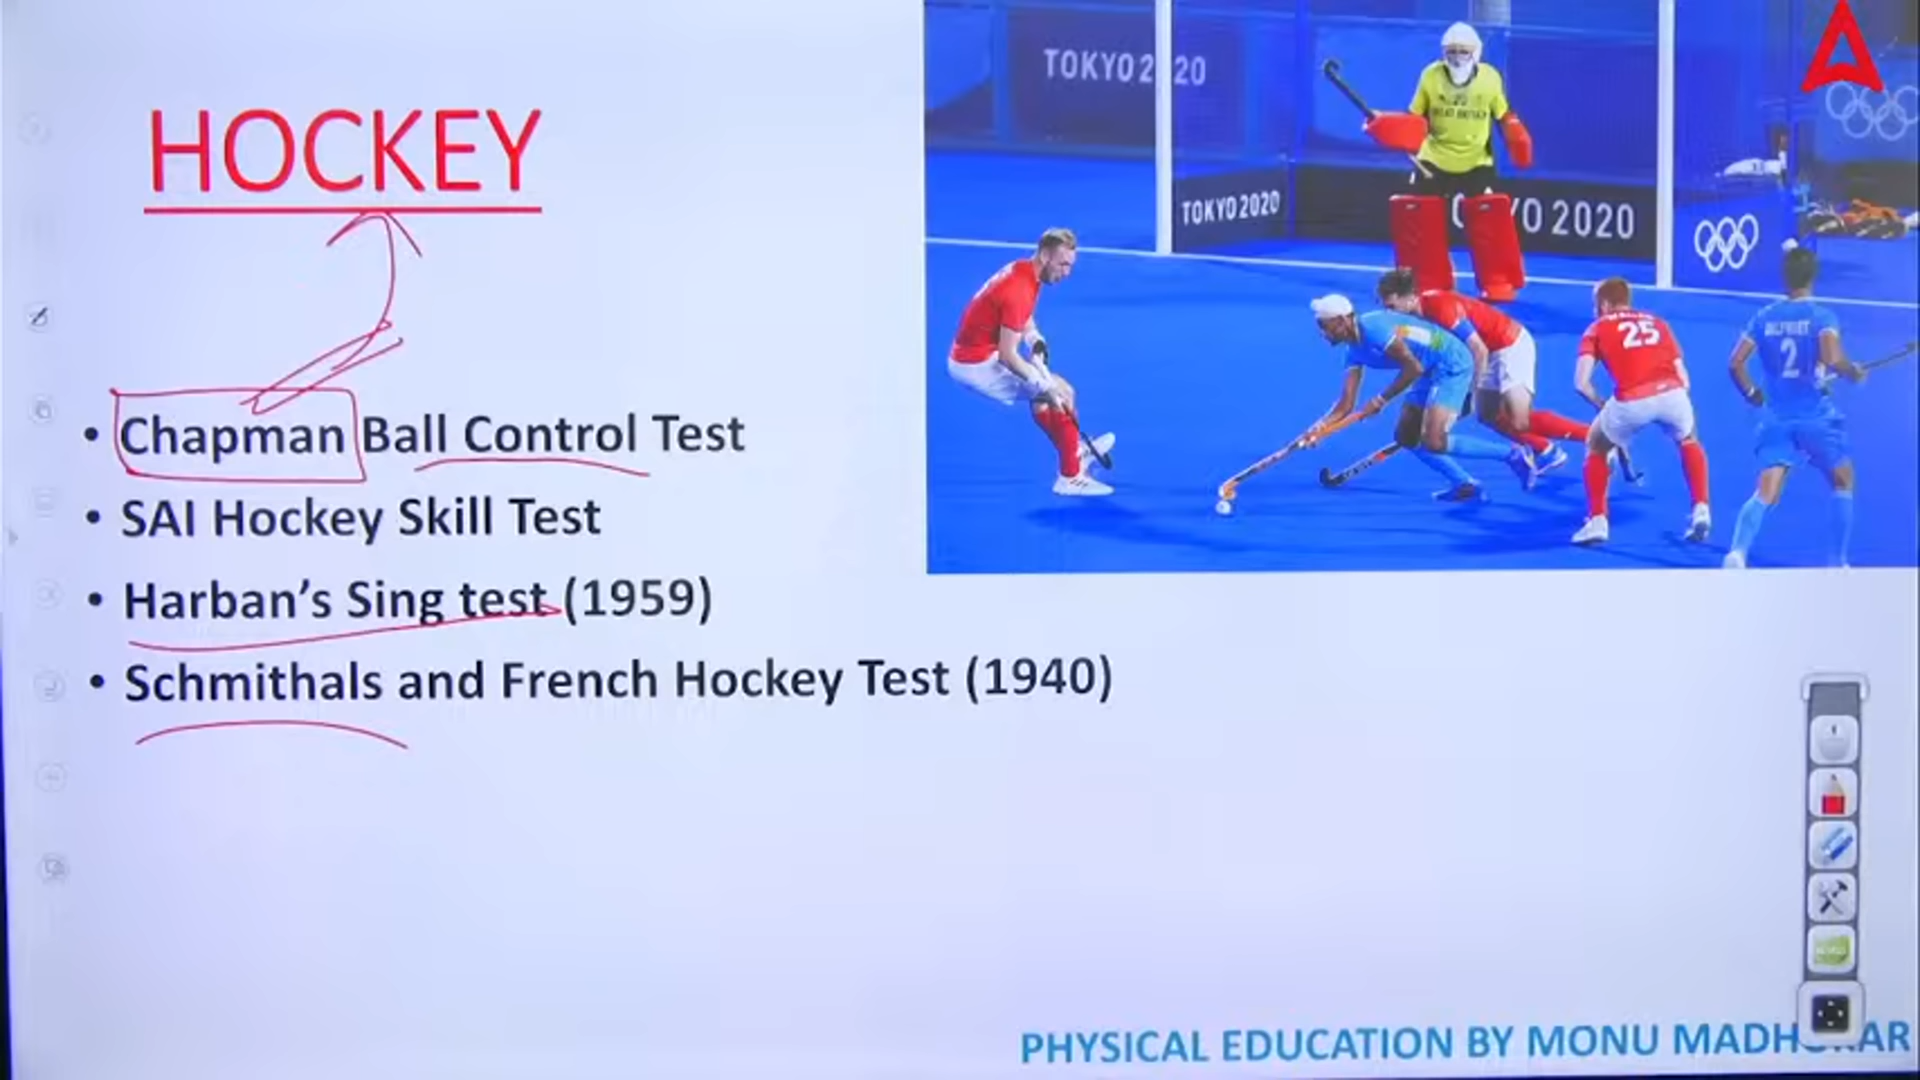 HOCKEY
• Chapman Ball Control Test
• SAI Hockey Skill Test
• Harban's Sing test (1959)
• Schmithals and French Hockey Test (1940)
TOKYO 2020
TOKYO 2020
TOKYO 2020
25
2
PHYSICAL EDUCATION BY MONU